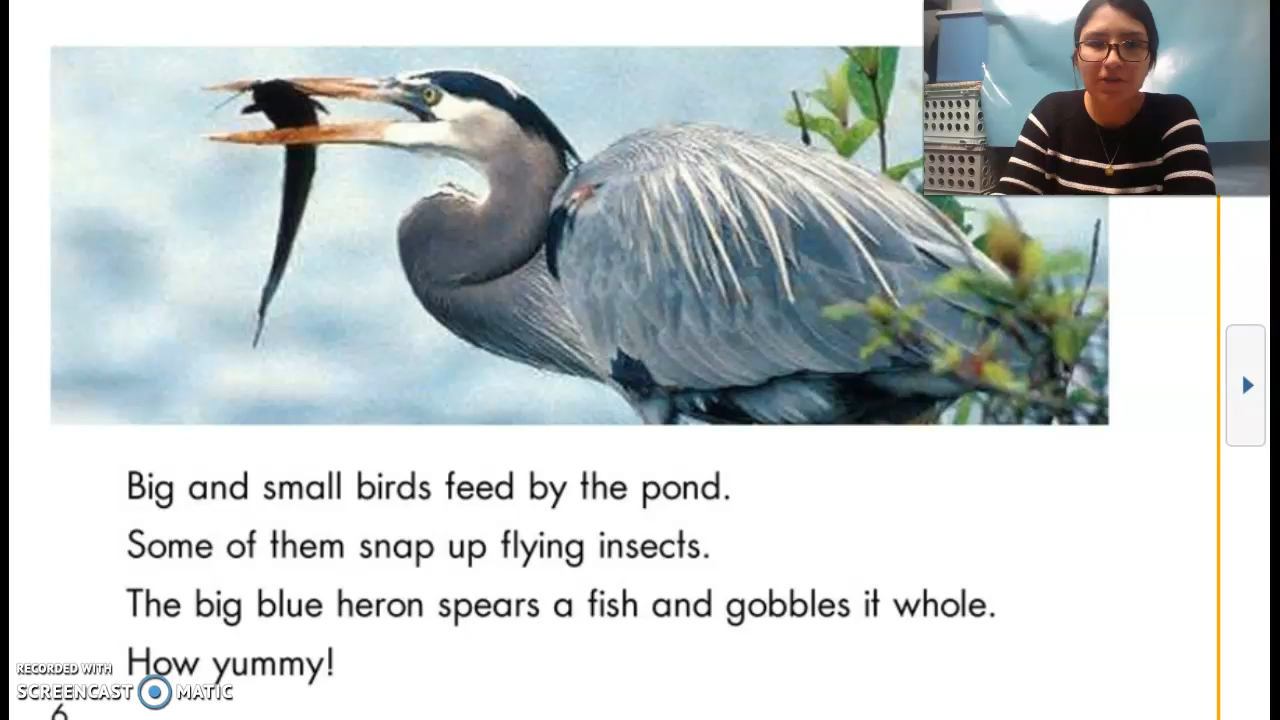 Big and small birds feed by the pond.
Some of them snap up flying insects.
The big blue heron spears a fish and gobbles it whole.
How yummy!
RECORDED WITH
SCREENCAST MATIC
6